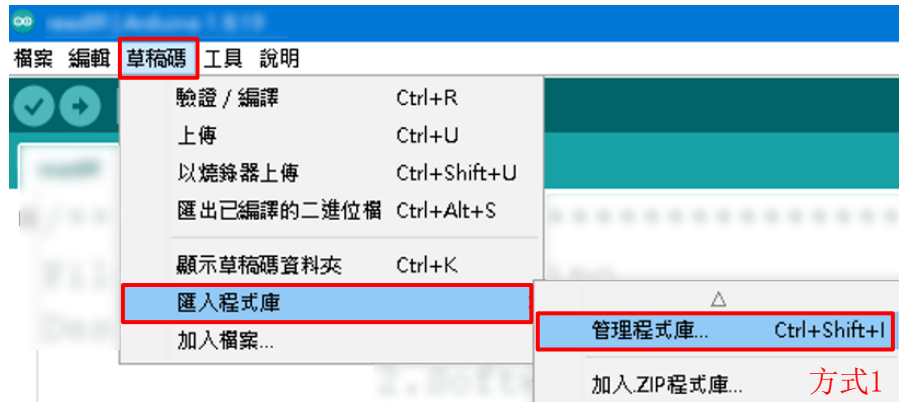 檔案 編輯 草稿碼 工具 說明
驗證 / 編譯 Ctrl+R
上傳 Ctrl+U
以燒錄器上傳 Ctrl+Shift+U
匯出已編譯的二進位檔 Ctrl+Alt+S
顯示草稿碼資料夾 Ctrl+K
匯入程式庫
加入檔案...
管理程式庫... Ctrl+Shift+I
加入.ZIP程式庫... 方式1